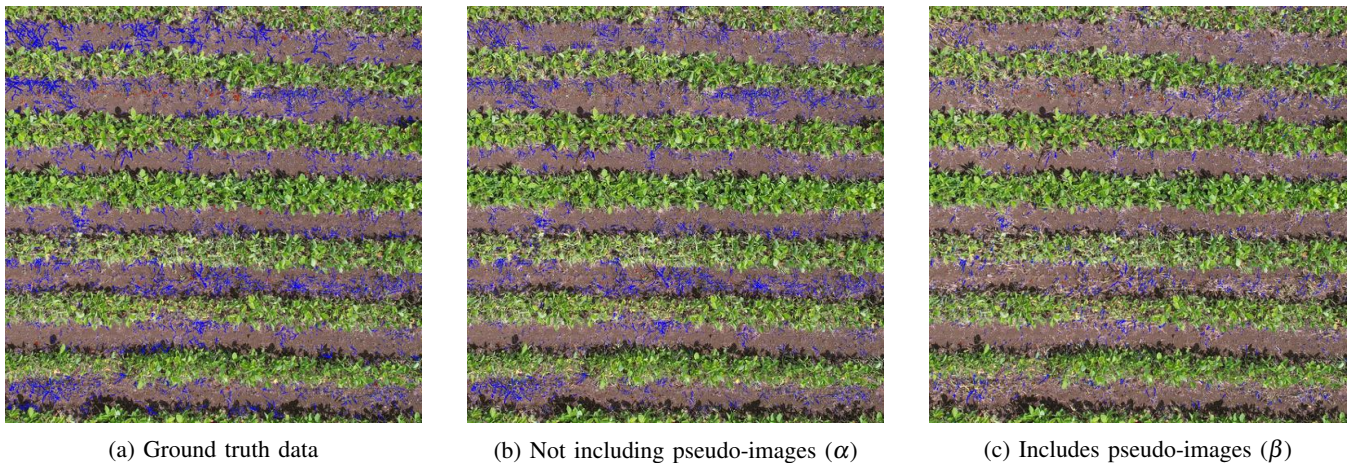 (a) Ground truth data
(b) Not including pseudo-images (α)
(c) Includes pseudo-images (β)